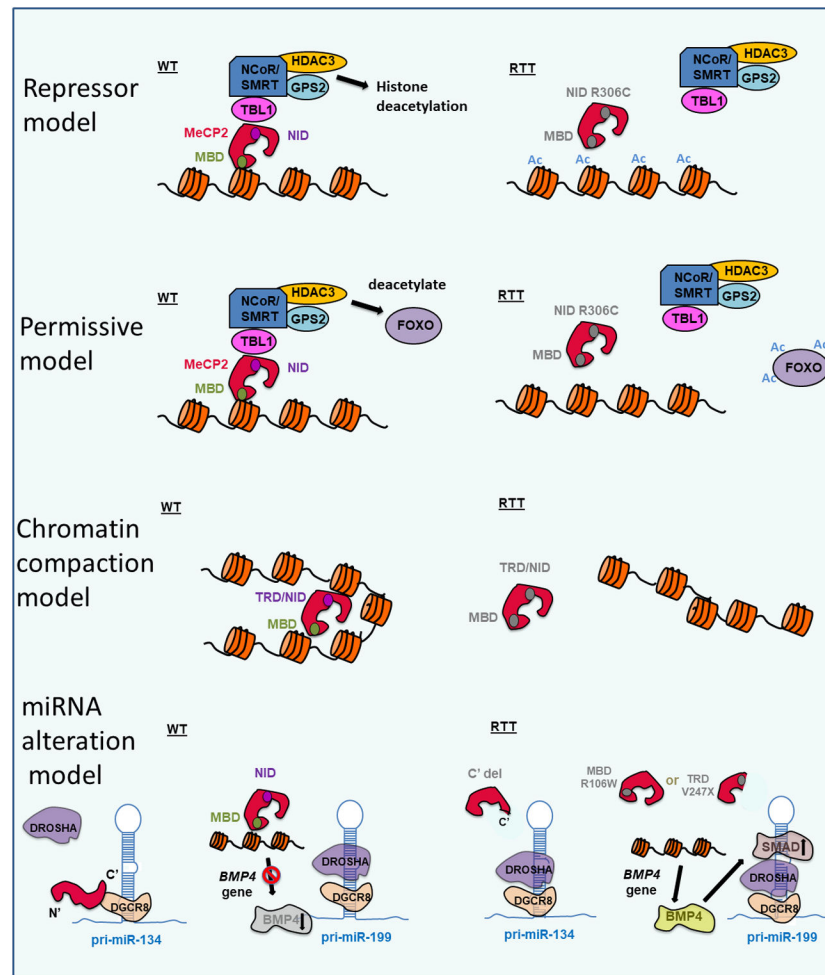 Repressor
model
WT
NCoR/
SMRT
HDAC3
GPS2
TBL1
Histone
deacetylation
MeCP2
NID
MBD
RTT
NCoR/
SMRT
HDAC3
GPS2
TBL1
NID R306C
MBD
Ac
Ac
Ac
Ac
Permissive
model
WT
NCoR/
SMRT
HDAC3
GPS2
TBL1
deacetylate
FOXO
MeCP2
NID
MBD
RTT
NCoR/
SMRT
HDAC3
GPS2
TBL1
NID R306C
MBD
Ac
Ac
Ac
FOXO
Chromatin
compaction
model
WT
TRD/NID
MBD
RTT
TRD/NID
MBD
miRNA
alteration
model
WT
DROSHA
C'
N'
DGCR8
pri-miR-134
NID
MBD
BMP4
gene
BMP4
DROSHA
DGCR8
pri-miR-199
RTT
C' del
C'
DGCR8
pri-miR-134
MBD
R106W
or
TRD
V247X
BMP4
gene
BMP4
SMAD
DROSHA
DGCR8
pri-miR-199